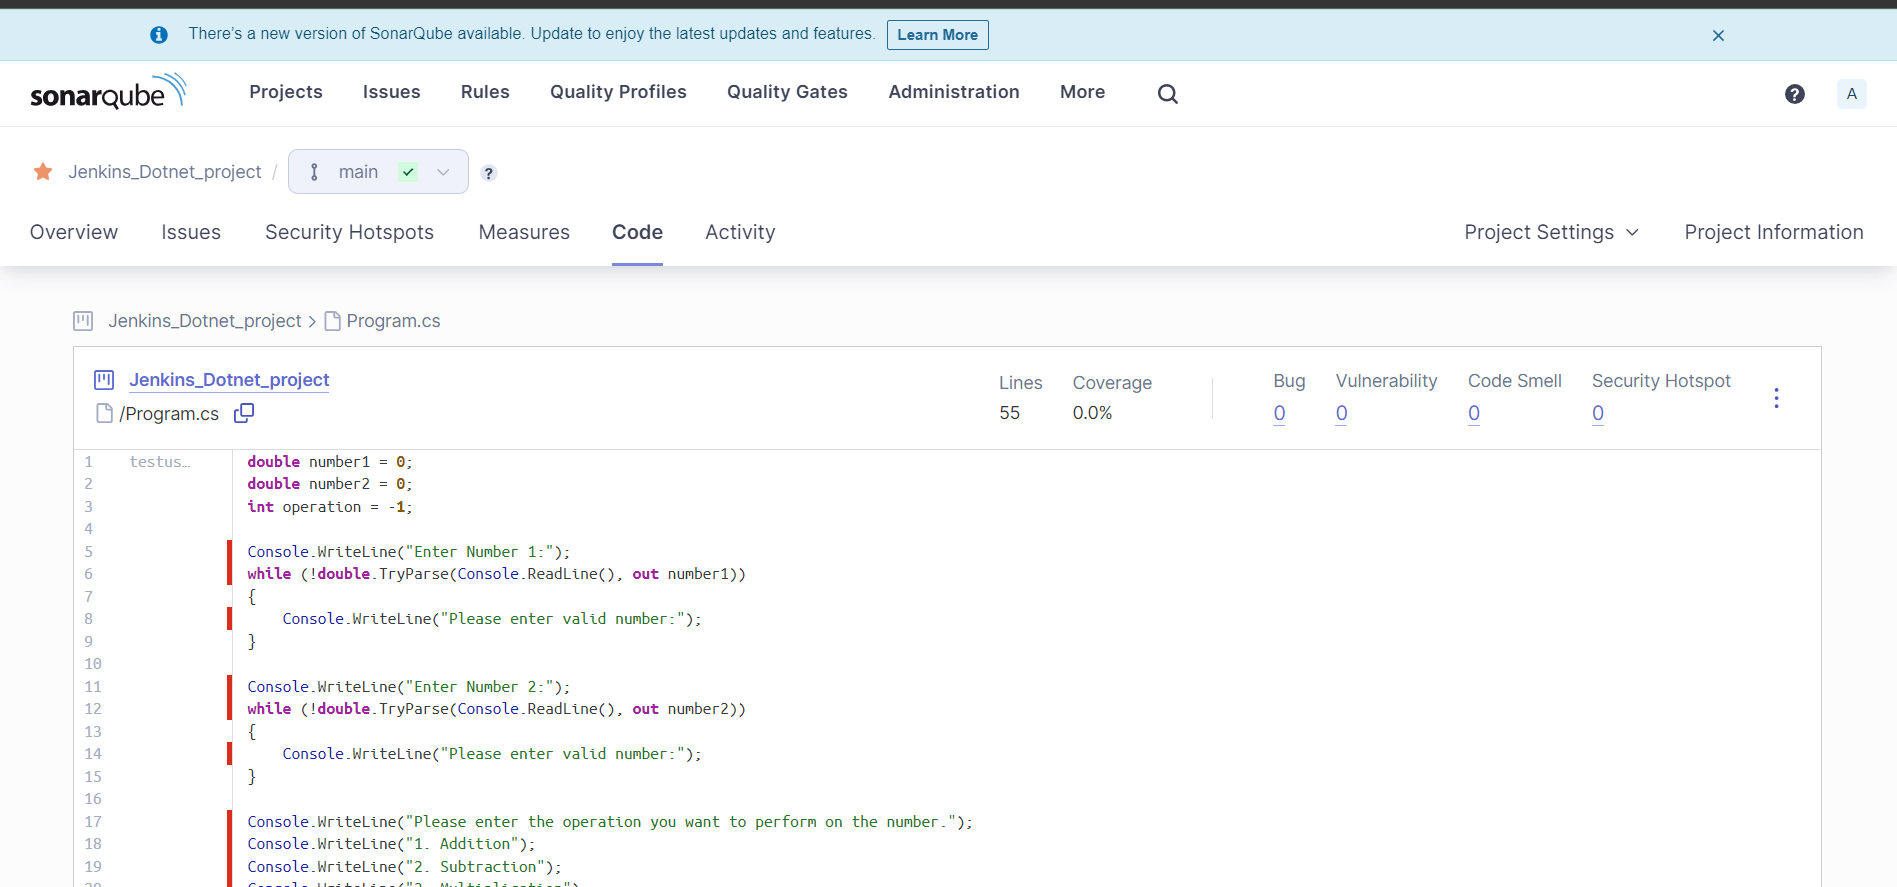 There's a new version of SonarQube available. Update to enjoy the latest updates and features. Learn More
sonarqube Projects Issues Rules Quality Profiles Quality Gates Administration More ? A
Jenkins_Dotnet_project / main ?
Overview Issues Security Hotspots Measures Code Activity Project Settings Project Information
Jenkins_Dotnet_project > Program.cs
Jenkins_Dotnet_project
/Program.cs
Lines Coverage Bug Vulnerability Code Smell Security Hotspot
55 0.0% 0 0 0 0
1 testus… double number1 = 0;
2 double number2 = 0;
3 int operation = -1;
4
5 Console.WriteLine("Enter Number 1:");
6 while (!double.TryParse(Console.ReadLine(), out number1))
7 {
8 Console.WriteLine("Please enter valid number:");
9 }
10
11 Console.WriteLine("Enter Number 2:");
12 while (!double.TryParse(Console.ReadLine(), out number2))
13 {
14 Console.WriteLine("Please enter valid number:");
15 }
16
17 Console.WriteLine("Please enter the operation you want to perform on the number.");
18 Console.WriteLine("1. Addition");
19 Console.WriteLine("2. Subtraction");